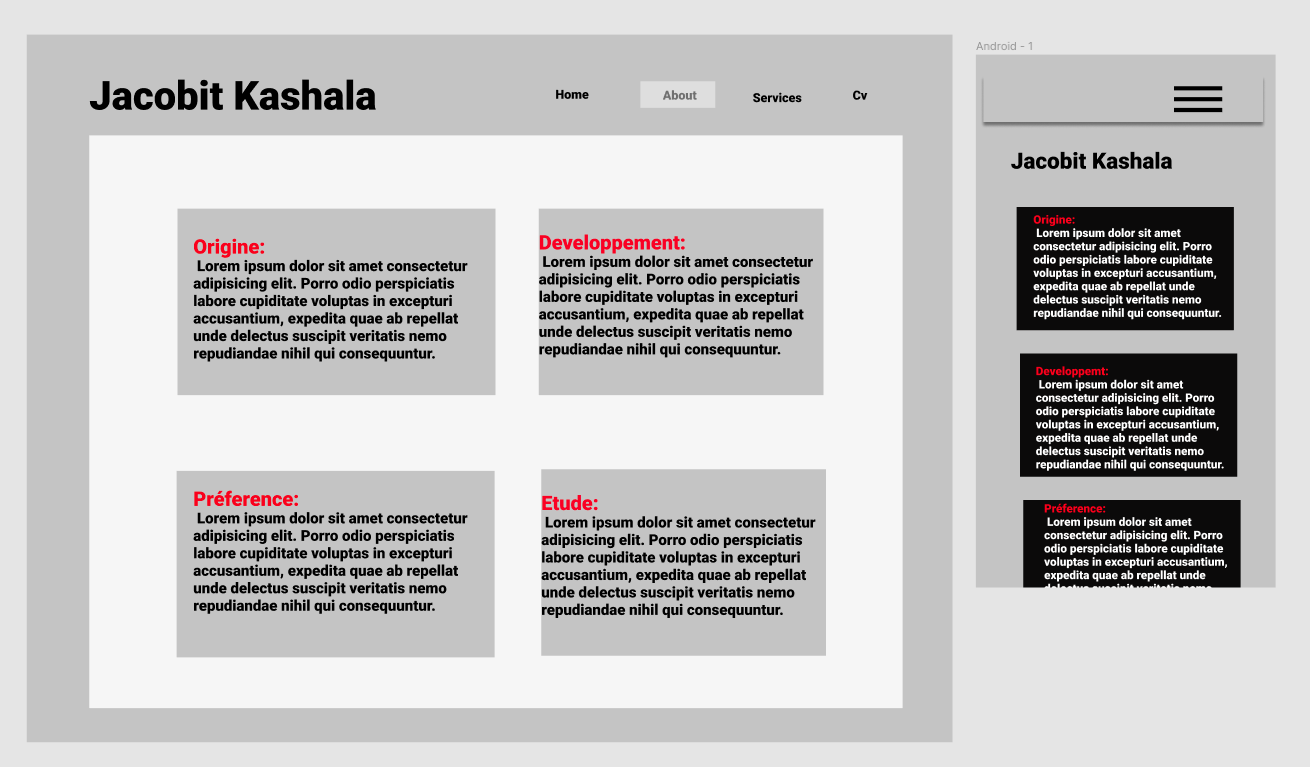 Jacobit Kashala
Home
About
Services
Cv
Origine:
Lorem ipsum dolor sit amet consectetur
adipisicing elit. Porro odio perspiciatis
labore cupiditate voluptas in excepturi
accusantium, expedita quae ab repellat
unde delectus suscipit veritatis nemo
repudiandae nihil qui consequuntur.
Developpement:
Lorem ipsum dolor sit amet consectetur
adipisicing elit. Porro odio perspiciatis
labore cupiditate voluptas in excepturi
accusantium, expedita quae ab repellat
unde delectus suscipit veritatis nemo
repudiandae nihil qui consequuntur.
Préference:
Lorem ipsum dolor sit amet consectetur
adipisicing elit. Porro odio perspiciatis
labore cupiditate voluptas in excepturi
accusantium, expedita quae ab repellat
unde delectus suscipit veritatis nemo
repudiandae nihil qui consequuntur.
Etude:
Lorem ipsum dolor sit amet consectetur
adipisicing elit. Porro odio perspiciatis
labore cupiditate voluptas in excepturi
accusantium, expedita quae ab repellat
unde delectus suscipit veritatis nemo
repudiandae nihil qui consequuntur.
Android - 1
Jacobit Kashala
Origine:
Lorem ipsum dolor sit amet
consectetur adipisicing elit. Porro
odio perspiciatis labore cupiditate
voluptas in excepturi accusantium,
expedita quae ab repellat unde
delectus suscipit veritatis nemo
repudiandae nihil qui consequuntur.
Developpemt:
Lorem ipsum dolor sit amet
consectetur adipisicing elit. Porro
odio perspiciatis labore cupiditate
voluptas in excepturi accusantium,
expedita quae ab repellat unde
delectus suscipit veritatis nemo
repudiandae nihil qui consequuntur.
Préference:
Lorem ipsum dolor sit amet
consectetur adipisicing elit. Porro
odio perspiciatis labore cupiditate
voluptas in excepturi accusantium,
expedita quae ab repellat unde